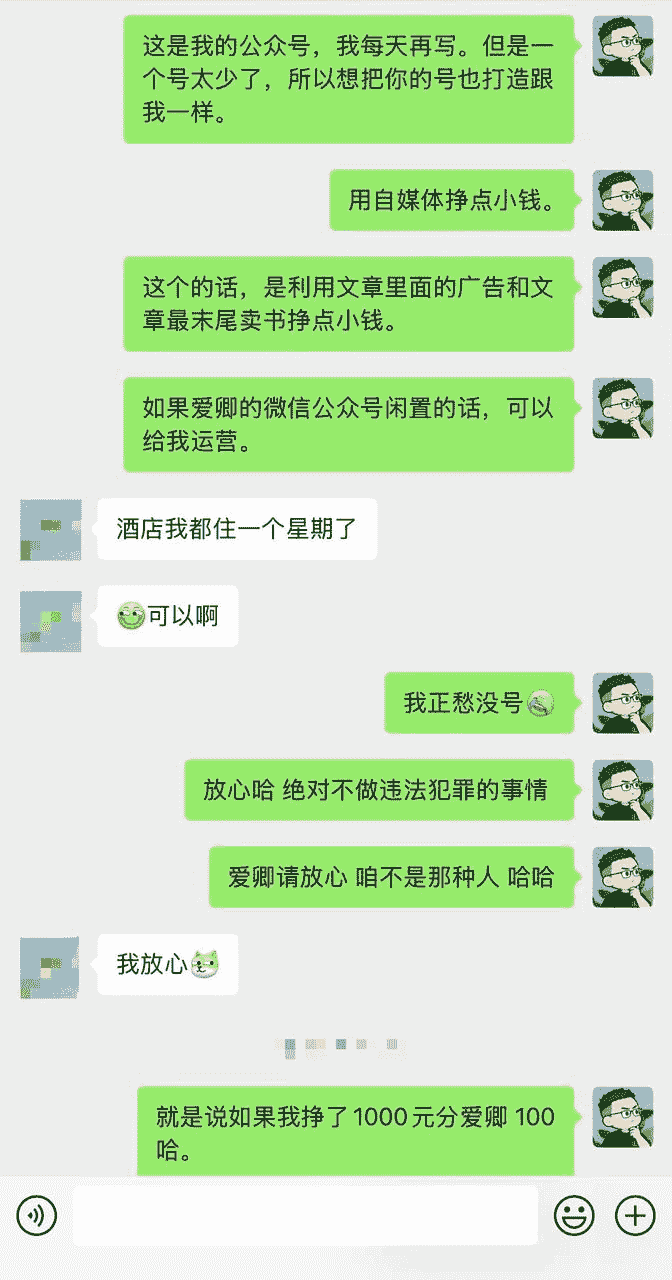 这是我的公众号，我每天再写。但是一
个号太少了，所以想把你的号也打造跟
我一样。
用自媒体挣点小钱。
这个的话，是利用文章里面的广告和文
章最末尾卖书挣点小钱。
如果爱卿的微信公众号闲置的话，可以
给我运营。
酒店我都住一个星期了
可以啊
我正愁没号
放心哈 绝对不做违法犯罪的事情
爱卿请放心 咱不是那种人 哈哈
我放心
就是说如果我挣了1000元分爱卿 100
哈。